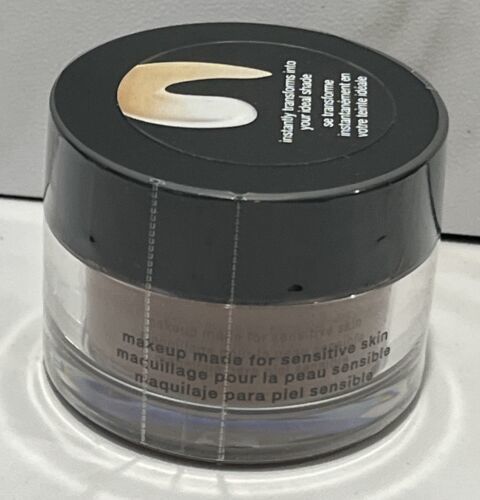 instantly transforms into
your ideal shade
se transforme
instantanément en
votre teinte idéale
makeup made for sensitive skin
maquillage pour la peau sensible
maquilaje para piel sensible